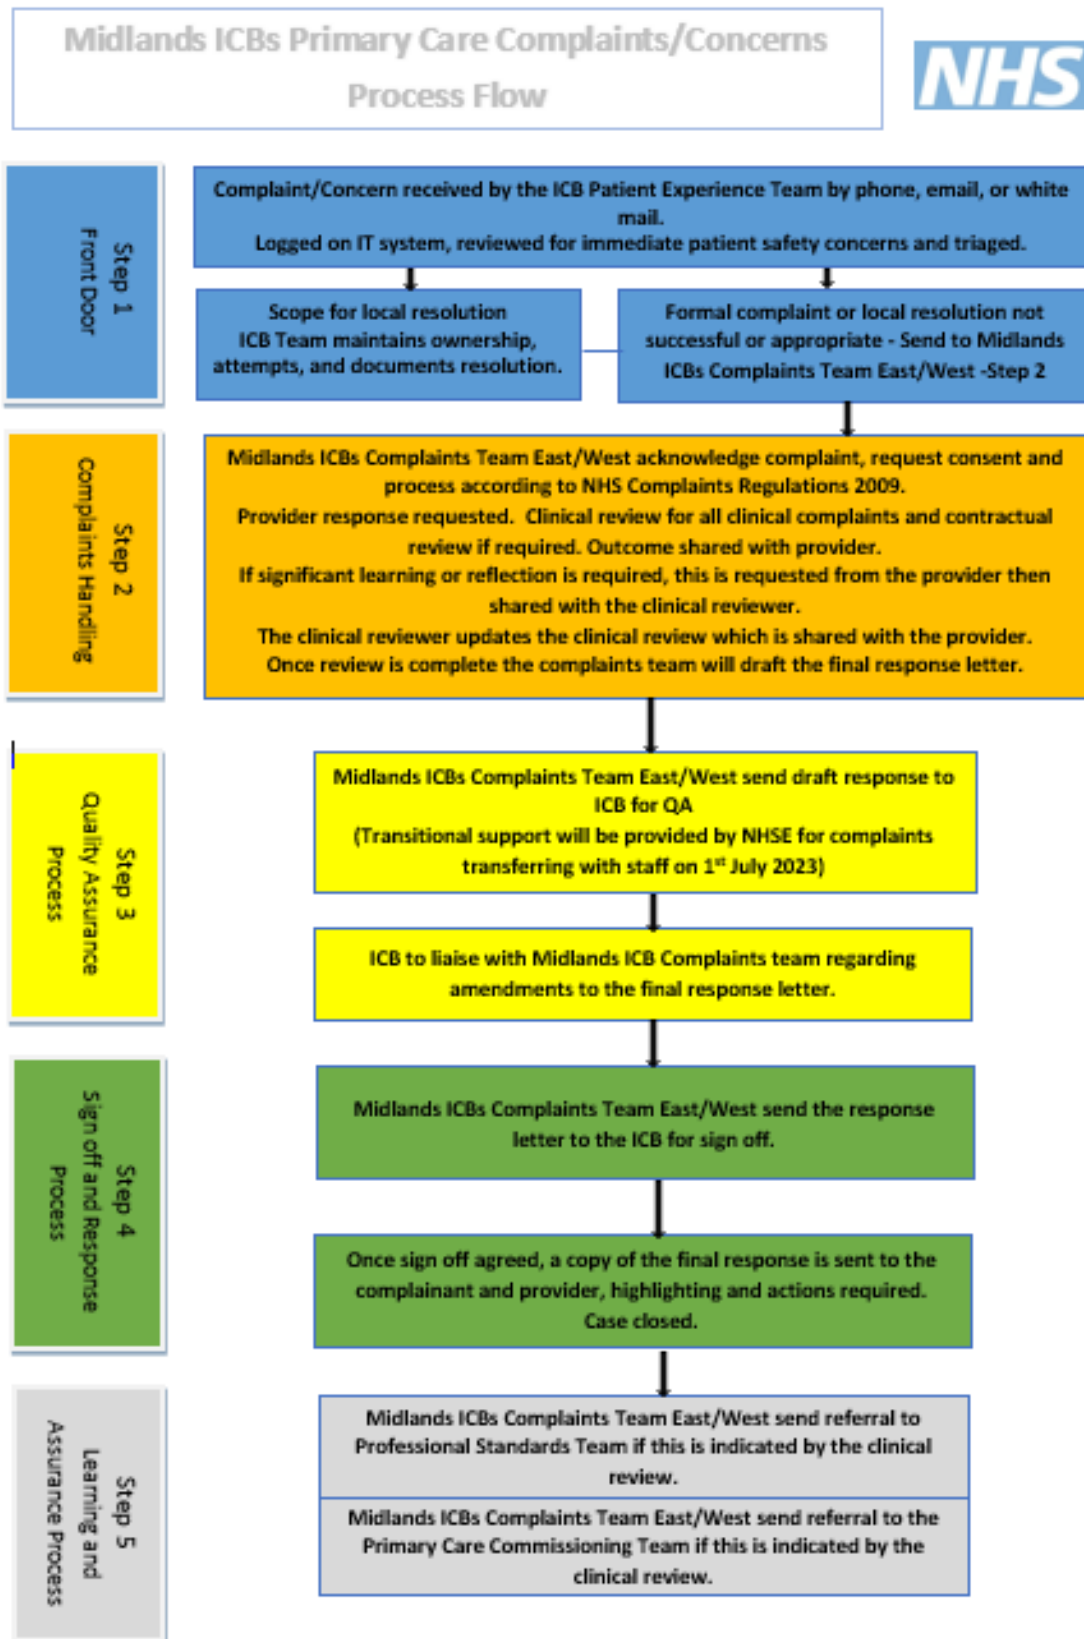 Midlands ICBs Primary Care Complaints/Concerns
Process Flow
NHS
Step 1
Front Door
Complaint/Concern received by the ICB Patient Experience Team by phone, email, or white
mail.
Logged on IT system, reviewed for immediate patient safety concerns and triaged.
Scope for local resolution
ICB Team maintains ownership,
attempts, and documents resolution.
Formal complaint or local resolution not
successful or appropriate - Send to Midlands
ICBs Complaints Team East/West -Step 2
Step 2
Complaints Handling
Midlands ICBs Complaints Team East/West acknowledge complaint, request consent and
process according to NHS Complaints Regulations 2009.
Provider response requested. Clinical review for all clinical complaints and contractual
review if required. Outcome shared with provider.
If significant learning or reflection is required, this is requested from the provider then
shared with the clinical reviewer.
The clinical reviewer updates the clinical review which is shared with the provider.
Once review is complete the complaints team will draft the final response letter.
Step 3
Quality Assurance
Process
Midlands ICBs Complaints Team East/West send draft response to
ICB for QA
(Transitional support will be provided by NHSE for complaints
transferring with staff on 1st July 2023)
ICB to liaise with Midlands ICB Complaints team regarding
amendments to the final response letter.
Step 4
Sign off and Response
Process
Midlands ICBs Complaints Team East/West send the response
letter to the ICB for sign off.
Once sign off agreed, a copy of the final response is sent to the
complainant and provider, highlighting and actions required.
Case closed.
Step 5
Learning and
Assurance Process
Midlands ICBs Complaints Team East/West send referral to
Professional Standards Team if this is indicated by the clinical
review.
Midlands ICBs Complaints Team East/West send referral to the
Primary Care Commissioning Team if this is indicated by the
clinical review.